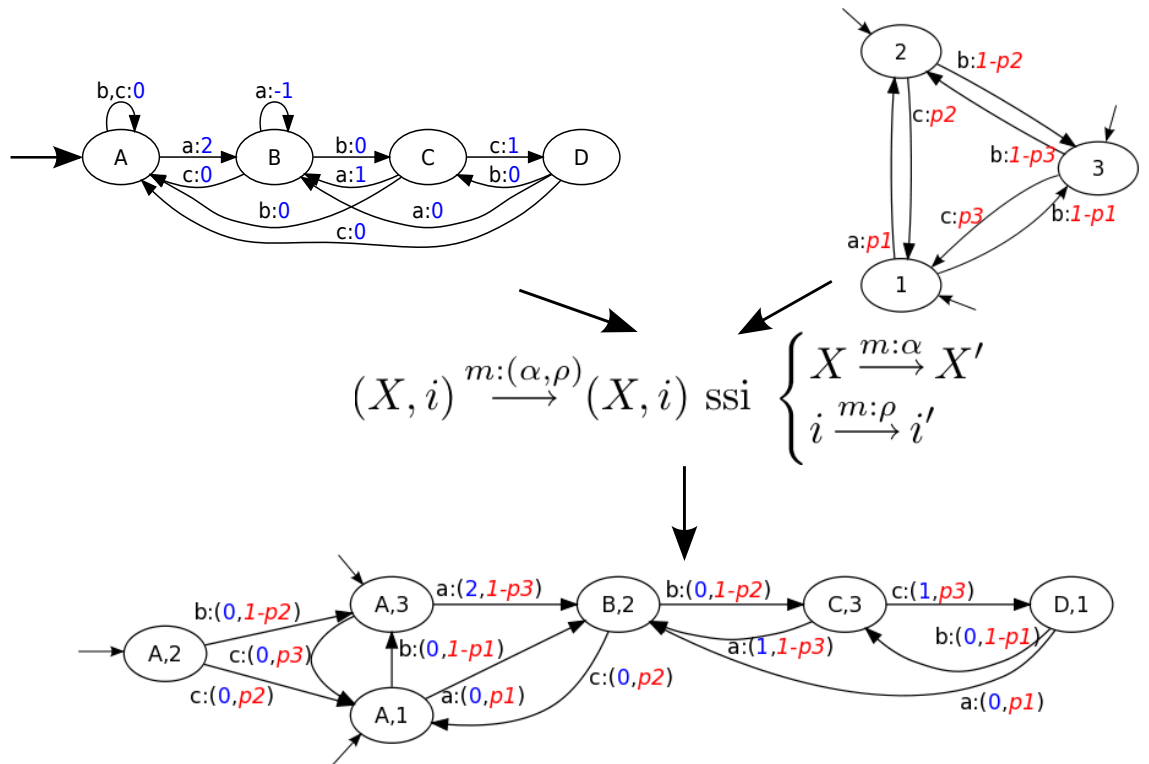 2
b:1-p2
b,c:0
a:-1
c:p2
A
a:2
B
b:0
C
c:1
D
b:1-p3
3
c:0
a:1
b:0
b:0
a:0
c:p3
b:1-p1
c:0
a:p1
1
(X, i) m:(α,ρ) ⟶ (X, i) ssi { X m:α ⟶ X′
i m:ρ ⟶ i′
A,3
a:(2,1-p3)
B,2
b:(0,1-p2)
C,3
c:(1,p3)
D,1
b:(0,1-p2)
A,2
c:(0,p3)
b:(0,1-p1)
a:(1,1-p3)
b:(0,1-p1)
c:(0,p2)
a:(0,p1)
c:(0,p2)
a:(0,p1)
A,1